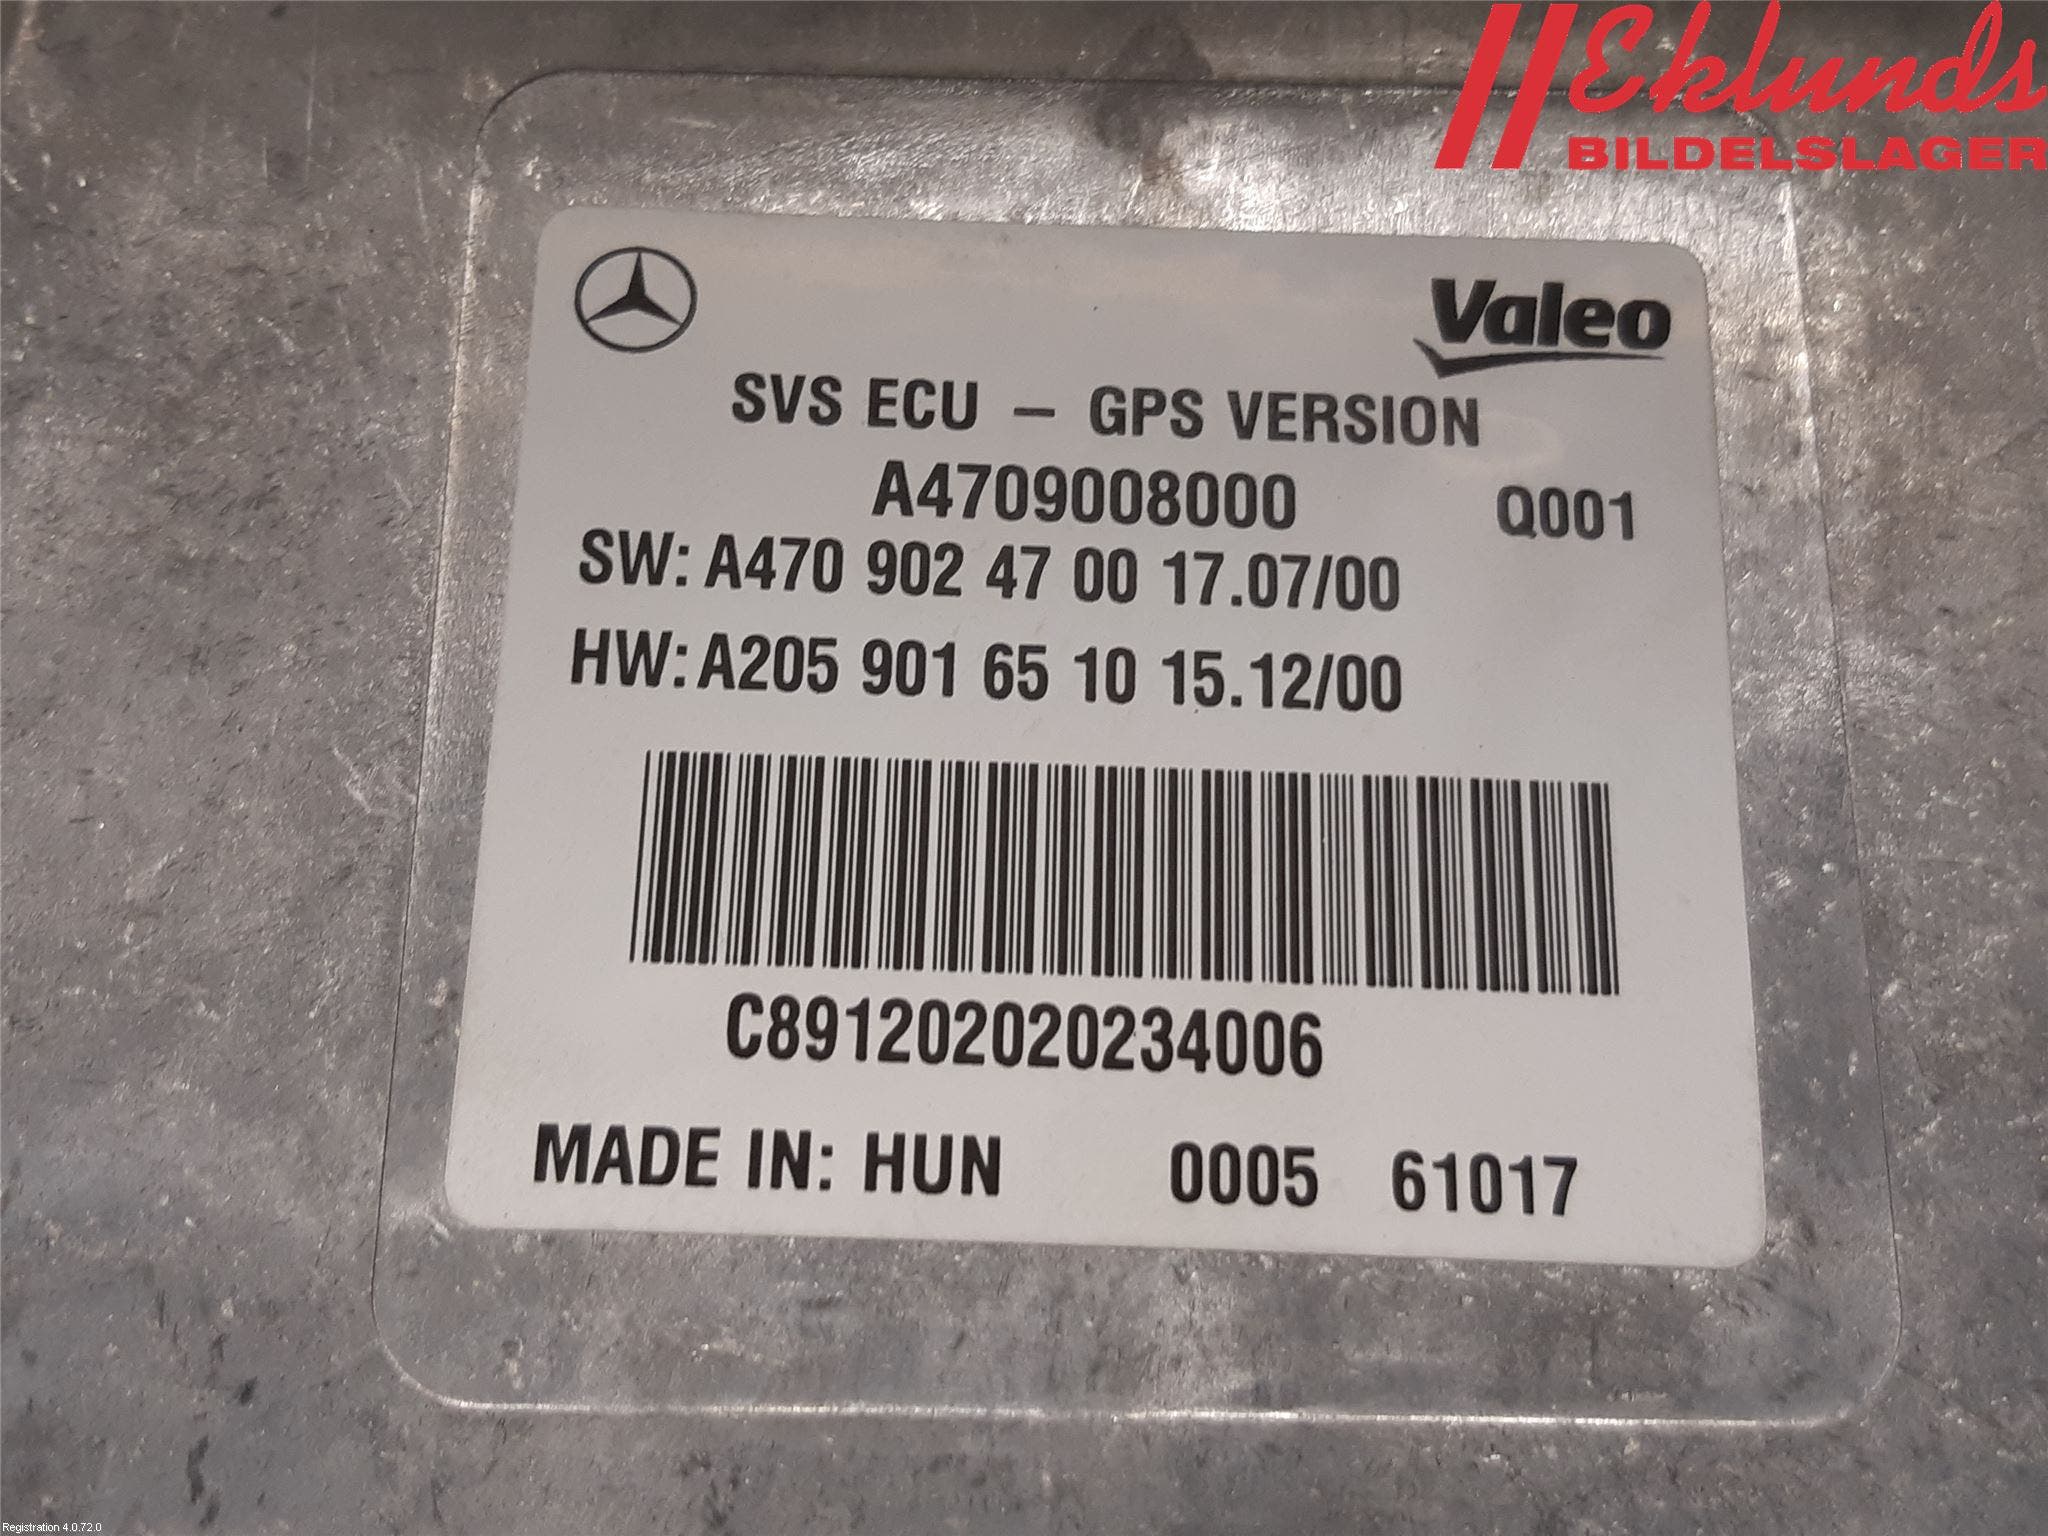 Eklunds
BILDELSLAGER
Valeo
SVS ECU – GPS VERSION
A4709008000 Q001
SW: A470 902 47 00 17.07/00
HW: A205 901 65 10 15.12/00
C891202020234006
MADE IN: HUN 0005 61017
Registration 4.0.72.0